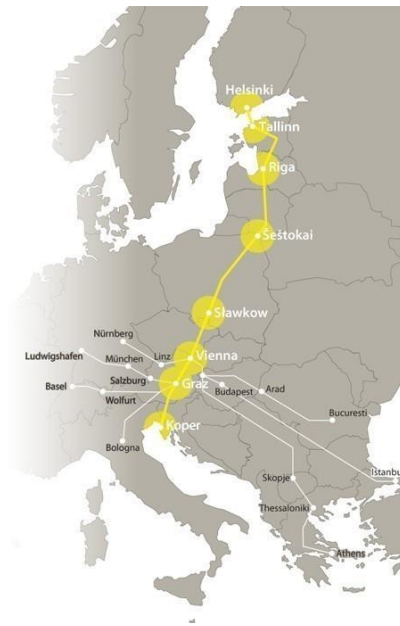 Helsinki
Tallinn
Riga
Šeštokai
Sławkow
Nürnberg
Vienna
Ludwigshafen
München
Linz
Basel
Salzburg
Graz
Wolfurt
Budapest
Arad
Bucuresti
Koper
Bologna
Skopje
Istanbu
Thessaloniki
Athens